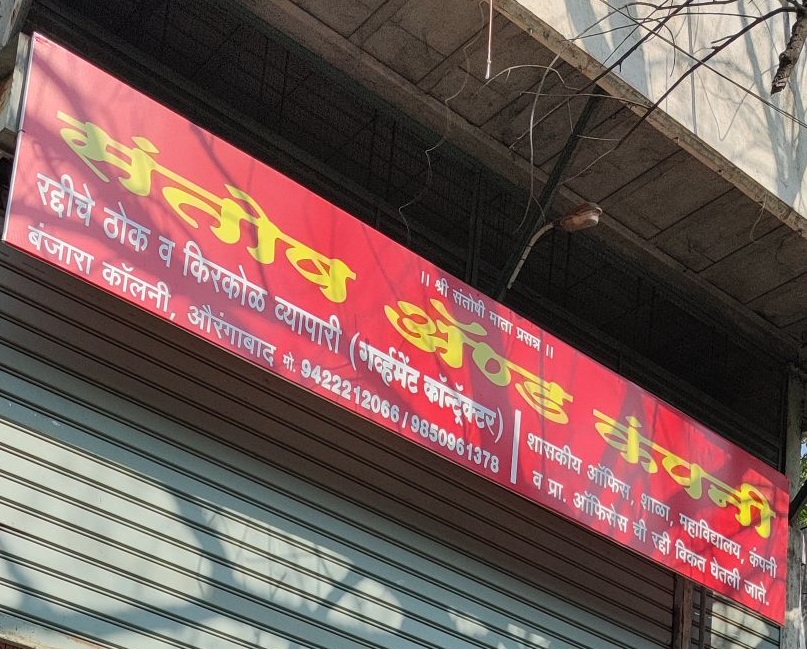 ॥ श्री संतोषी माता प्रसन्न ॥
संतोष ॲण्ड कंपनी
रद्दीचे ठोक व किरकोळ व्यापारी (गव्हर्मेंट कॉन्ट्रॅक्टर)
बंजारा कॉलनी, औरंगाबाद मो. 9422212066 / 9850961378
शासकीय ऑफिस, शाळा, महाविद्यालय, कंपनी
व प्रा. ऑफिसेस ची रद्दी विकत घेतली जाते.